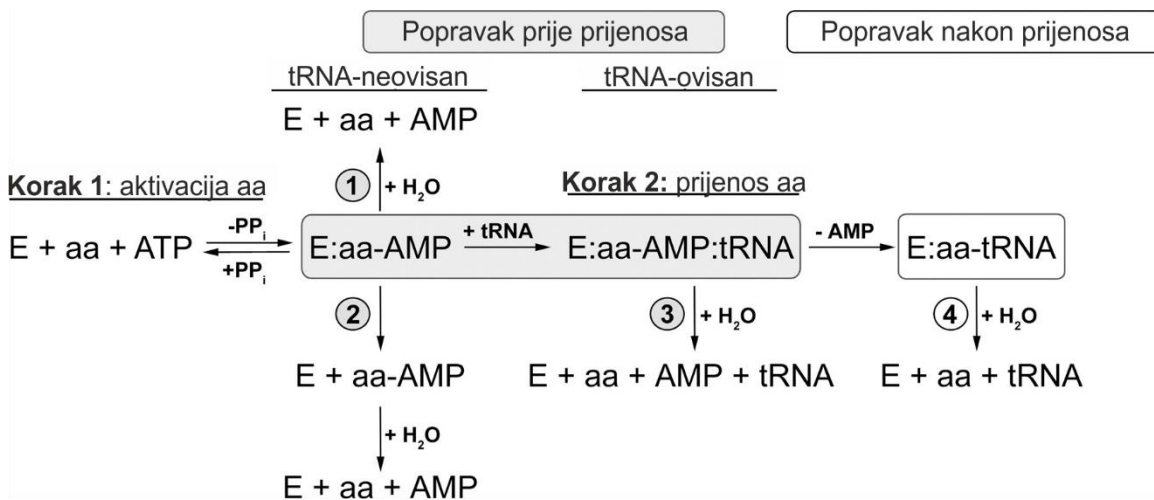 Popravak prije prijenosa
Popravak nakon prijenosa
tRNA-neovisan
tRNA-ovisan
E + aa + AMP
1
+ H₂O
Korak 1: aktivacija aa
Korak 2: prijenos aa
E + aa + ATP
-PPᵢ
+PPᵢ
E:aa-AMP
+ tRNA
E:aa-AMP:tRNA
- AMP
E:aa-tRNA
2
3
+ H₂O
4
+ H₂O
E + aa-AMP
E + aa + AMP + tRNA
E + aa + tRNA
+ H₂O
E + aa + AMP